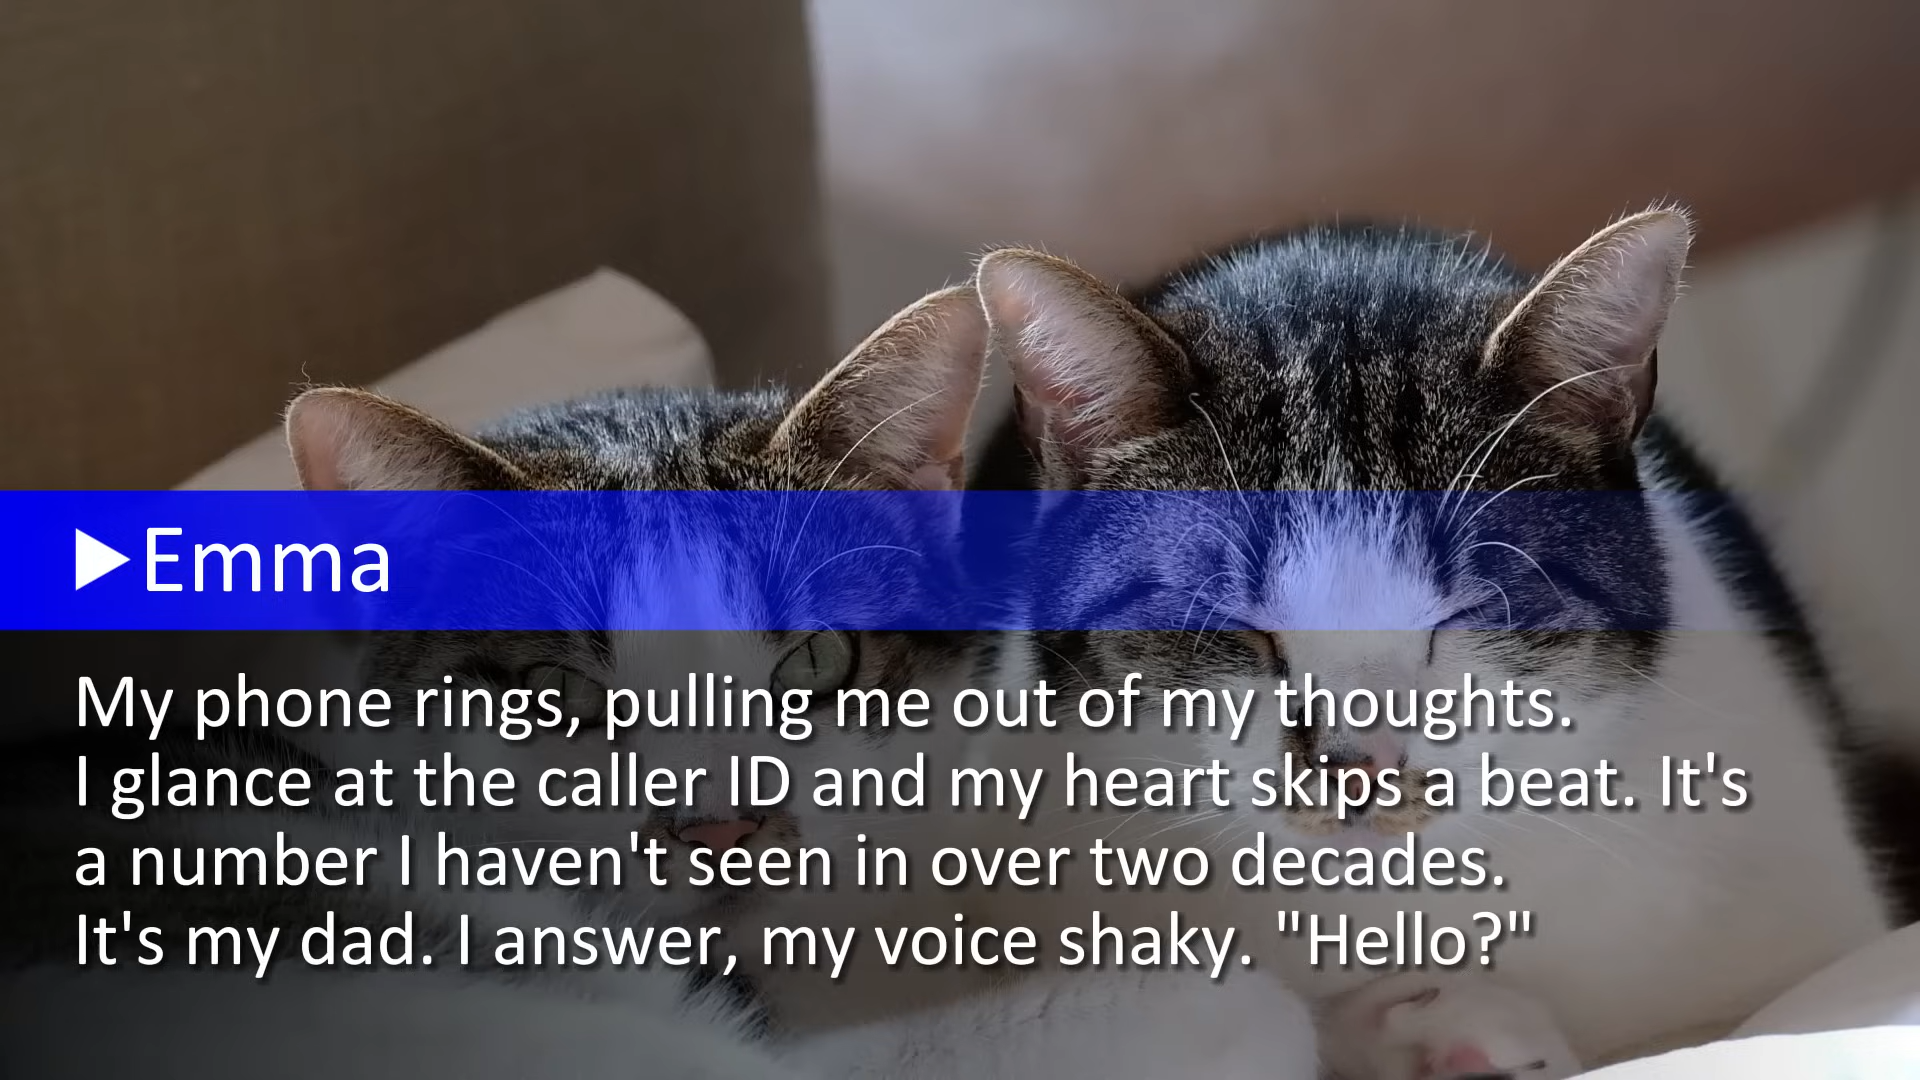 ▶Emma
My phone rings, pulling me out of my thoughts.
I glance at the caller ID and my heart skips a beat. It's
a number I haven't seen in over two decades.
It's my dad. I answer, my voice shaky. "Hello?"